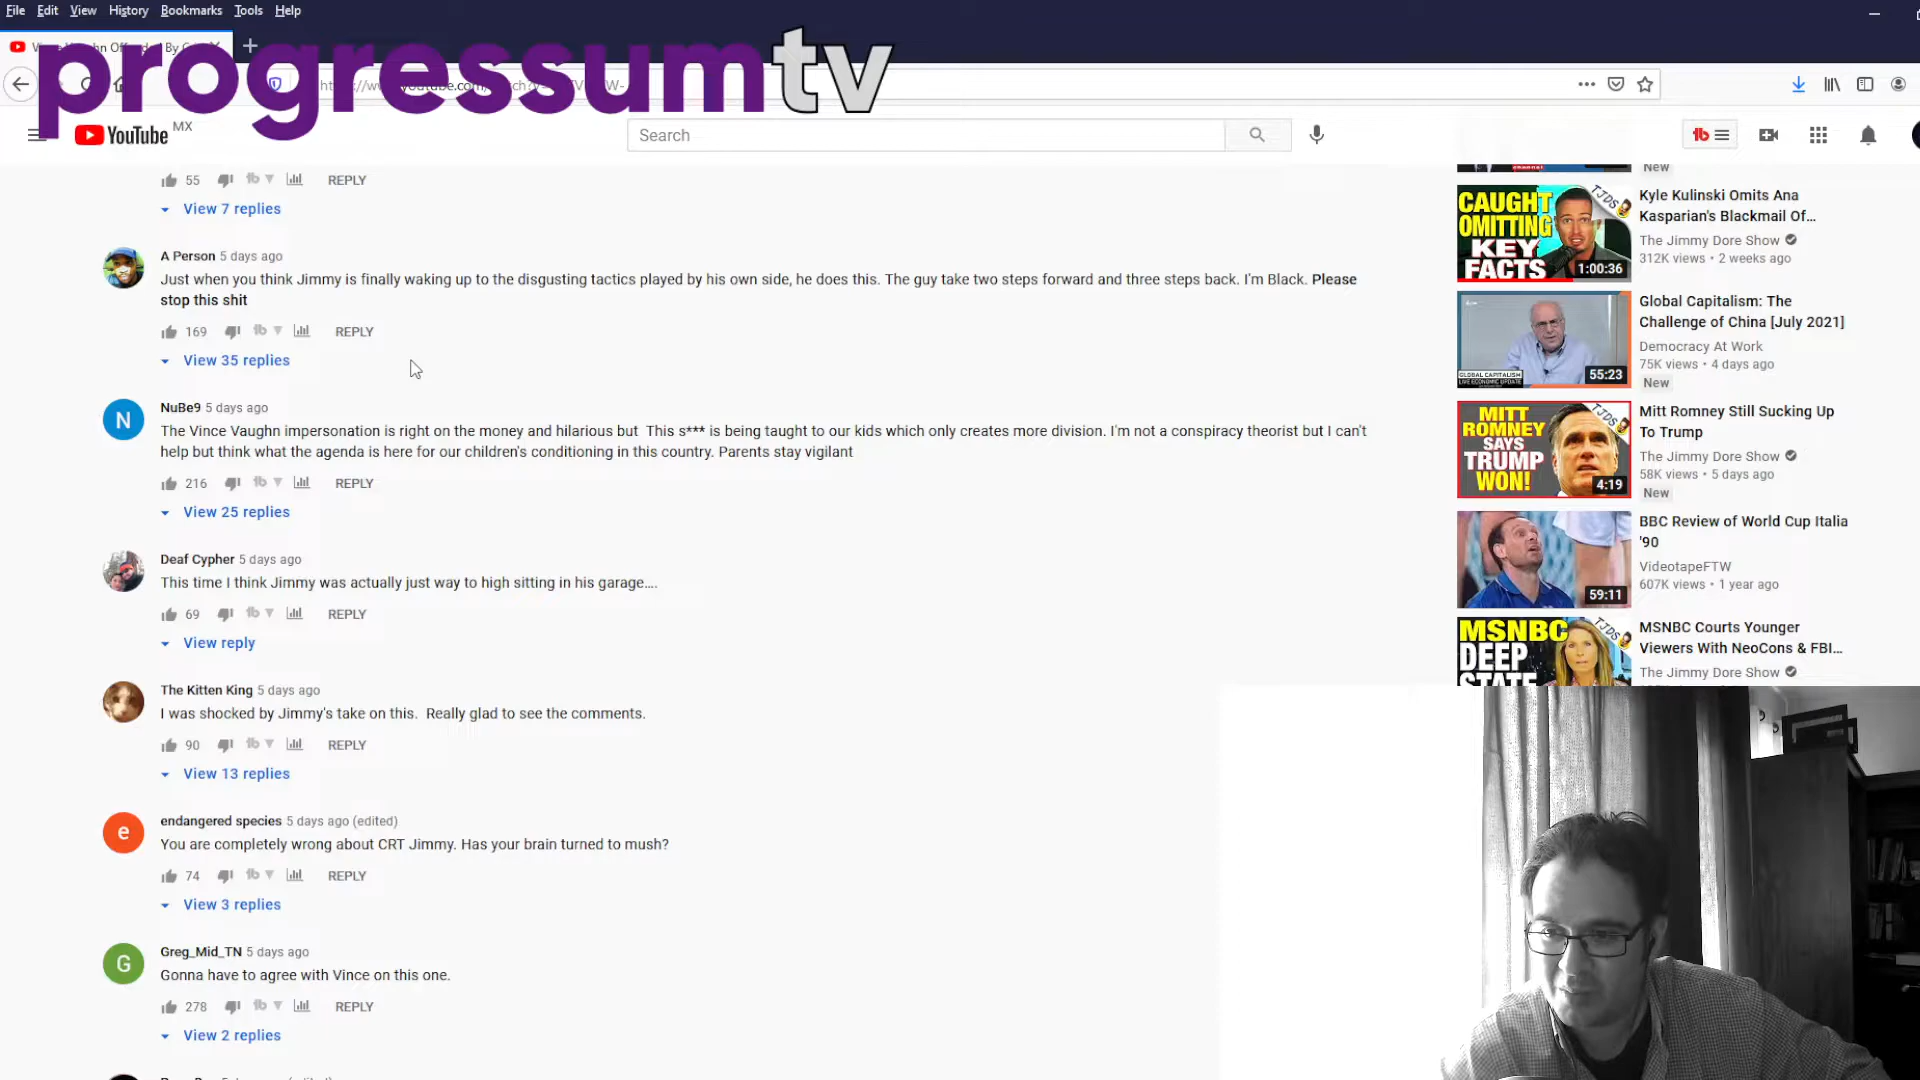 File Edit View History Bookmarks Tools Help
progressumtv
YouTube MX
Search
55 REPLY
View 7 replies
A Person 5 days ago
Just when you think Jimmy is finally waking up to the disgusting tactics played by his own side, he does this. The guy take two steps forward and three steps back. I'm Black. Please
stop this shit
169 REPLY
View 35 replies
N
NuBe9 5 days ago
The Vince Vaughn impersonation is right on the money and hilarious but This s*** is being taught to our kids which only creates more division. I'm not a conspiracy theorist but I can't
help but think what the agenda is here for our children's conditioning in this country. Parents stay vigilant
216 REPLY
View 25 replies
Deaf Cypher 5 days ago
This time I think Jimmy was actually just way to high sitting in his garage....
69 REPLY
View reply
The Kitten King 5 days ago
I was shocked by Jimmy's take on this. Really glad to see the comments.
90 REPLY
View 13 replies
e
endangered species 5 days ago (edited)
You are completely wrong about CRT Jimmy. Has your brain turned to mush?
74 REPLY
View 3 replies
G
Greg_Mid_TN 5 days ago
Gonna have to agree with Vince on this one.
278 REPLY
View 2 replies
New
CAUGHT
OMITTING
KEY
FACTS
TJDS
1:00:36
Kyle Kulinski Omits Ana
Kasparian's Blackmail Of...
The Jimmy Dore Show
312K views • 2 weeks ago
GLOBAL CAPITALISM
LIVE ECONOMIC UPDATE
55:23
Global Capitalism: The
Challenge of China [July 2021]
Democracy At Work
75K views • 4 days ago
New
MITT
ROMNEY
SAYS
TRUMP
WON!
TJDS
4:19
Mitt Romney Still Sucking Up
To Trump
The Jimmy Dore Show
58K views • 5 days ago
New
59:11
BBC Review of World Cup Italia
'90
VideotapeFTW
607K views • 1 year ago
MSNBC
DEEP
STATE
TJDS
MSNBC Courts Younger
Viewers With NeoCons & FBI...
The Jimmy Dore Show